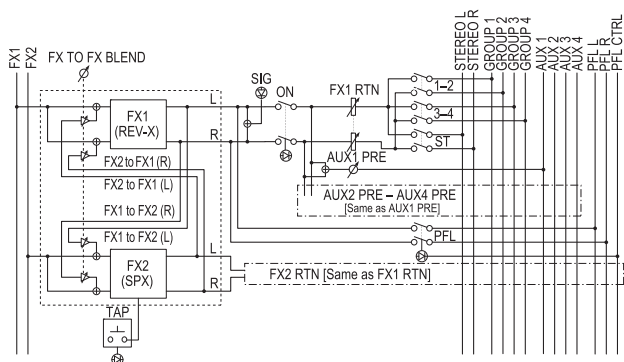 FX1
FX2
FX TO FX BLEND
SIG
ON
FX1 RTN
STEREO L
STEREO R
GROUP 1
GROUP 2
GROUP 3
GROUP 4
AUX 1
AUX 2
AUX 3
AUX 4
PFL L
PFL R
PFL CTRL
L
R
1–2
3–4
ST
FX1
(REV-X)
FX2 to FX1 (R)
FX2 to FX1 (L)
FX1 to FX2 (R)
FX1 to FX2 (L)
AUX1 PRE
AUX2 PRE – AUX4 PRE
[Same as AUX1 PRE]
PFL
FX2
(SPX)
L
R
FX2 RTN [Same as FX1 RTN]
TAP